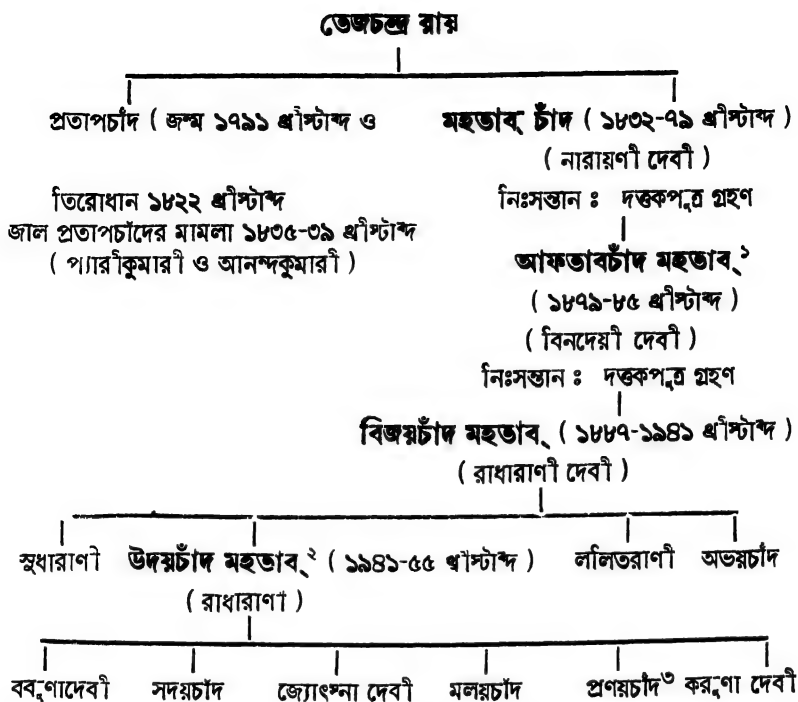 তেজচন্দ্র রায়
প্রতাপচাঁদ ( জন্ম ১৭৯১ খ্রীস্টাব্দ ও মহতাব্ চাঁদ ( ১৮৩২-৭৯ খ্রীস্টাব্দ )
( নারায়ণী দেবী )
তিরোধান ১৮২২ খ্রীস্টাব্দ নিঃসন্তান : দত্তকপুত্র গ্রহণ
জাল প্রতাপচাঁদের মামলা ১৮৩৫-৩৯ খ্রীস্টাব্দ
( প্যারীকুমারী ও আনন্দকুমারী ) আফতাবচাঁদ মহতাব্১
( ১৮৭৯-৮৫ খ্রীস্টাব্দ )
( বিনদেয়ী দেবী )
নিঃসন্তান : দত্তকপুত্র গ্রহণ
বিজয়চাঁদ মহতাব্ ( ১৮৮৭-১৯৪১ খ্রীস্টাব্দ )
( রাধারাণী দেবী )
সুধারাণী উদয়চাঁদ মহতাব্২ ( ১৯৪১-৫৫ খ্রীস্টাব্দ ) ললিতরাণী অভয়চাঁদ
( রাধারাণী )
ববুণাদেবী সদয়চাঁদ জ্যোৎস্না দেবী মলয়চাঁদ প্রণয়চাঁদ৩ করুণা দেবী